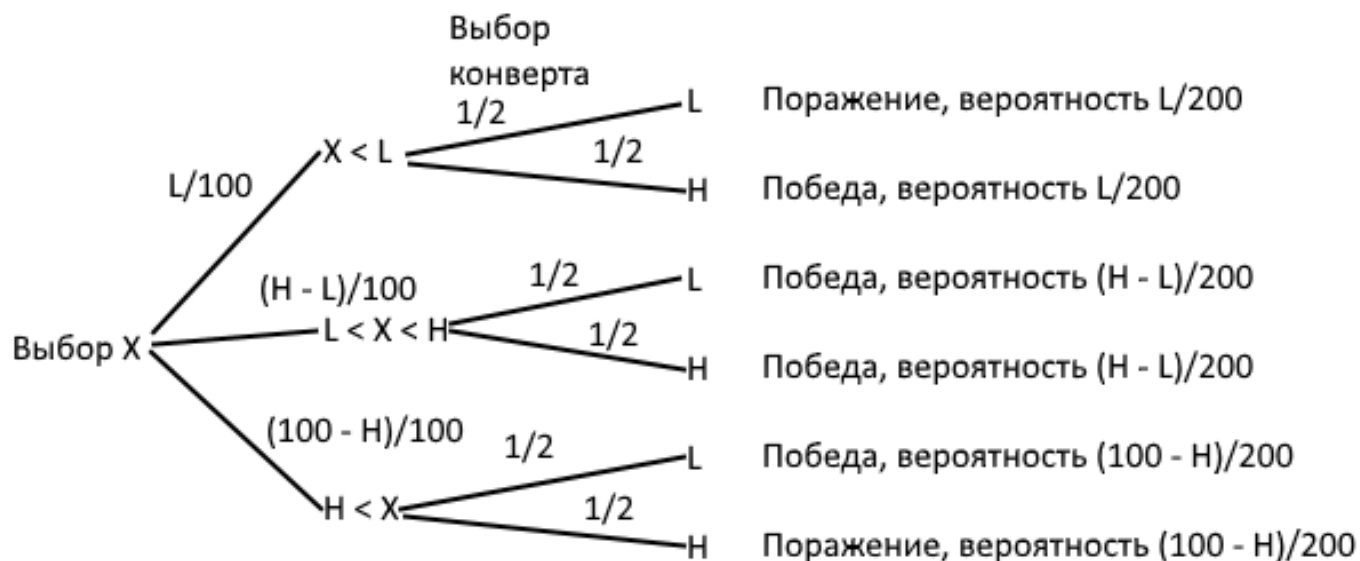 Выбор
конверта
1/2
L
Поражение, вероятность L/200
X < L
1/2
L/100
H
Победа, вероятность L/200
(H - L)/100
1/2
L
Победа, вероятность (H - L)/200
Выбор X
L < X < H
1/2
H
Победа, вероятность (H - L)/200
(100 - H)/100
1/2
L
Победа, вероятность (100 - H)/200
H < X
1/2
H
Поражение, вероятность (100 - H)/200